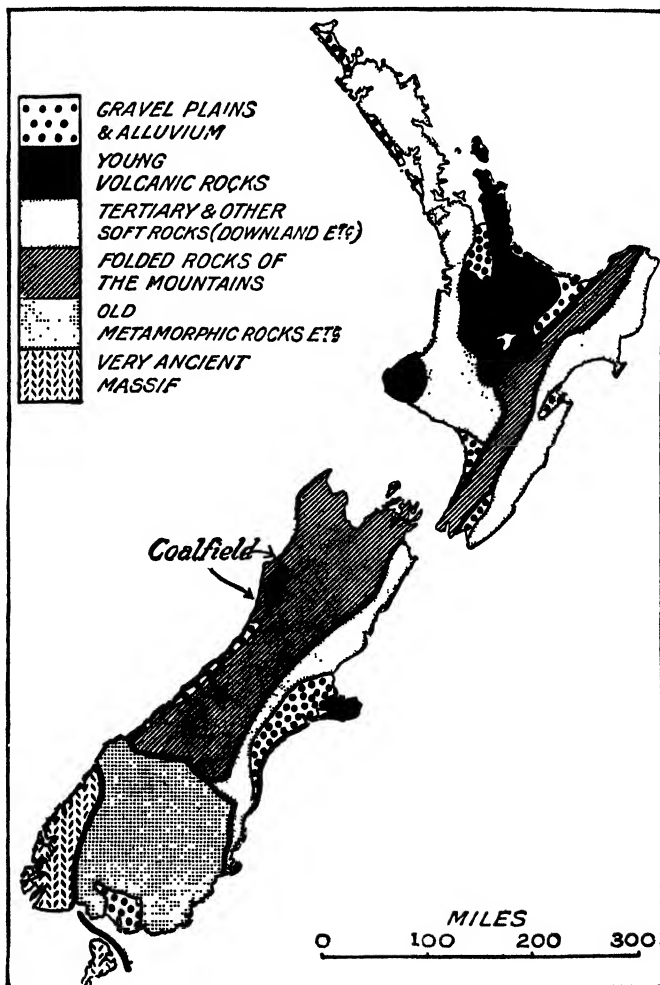 GRAVEL PLAINS
& ALLUVIUM
YOUNG
VOLCANIC ROCKS
TERTIARY & OTHER
SOFT ROCKS (DOWNLAND ETC)
FOLDED ROCKS OF
THE MOUNTAINS
OLD
METAMORPHIC ROCKS ETC
VERY ANCIENT
MASSIF
Coalfield
MILES
0 100 200 300